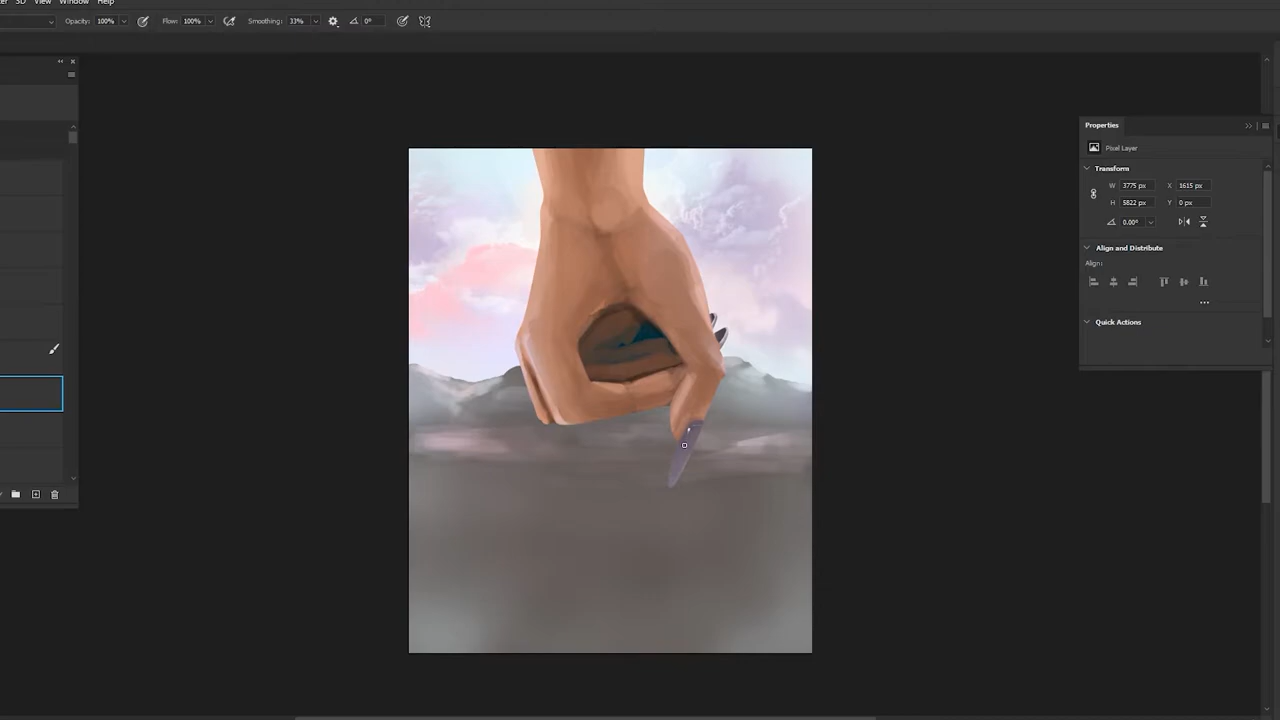 3D View Window Help
Opacity: 100% Flow: 100% Smoothing: 33% 0°
Properties
Pixel Layer
Transform
W 3775 px X 1615 px
H 5822 px Y 0 px
0.00°
Align and Distribute
Align:
Quick Actions